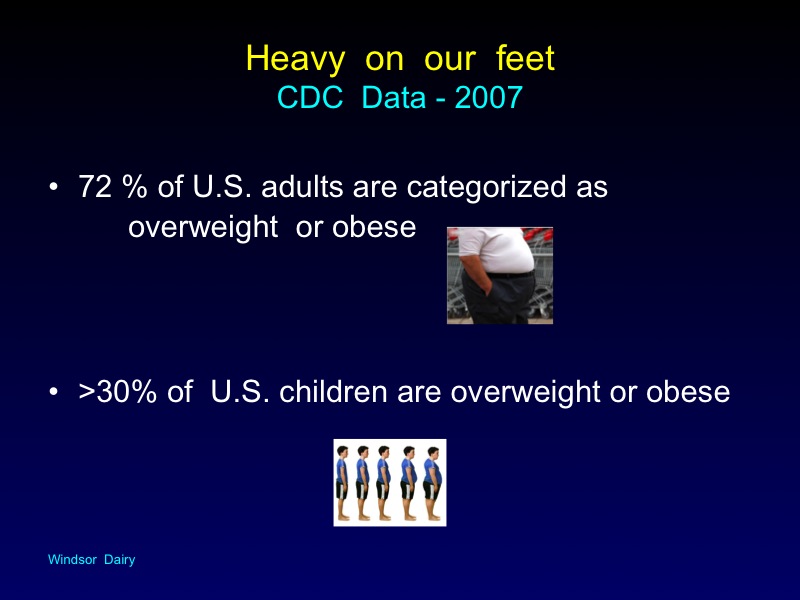 Heavy on our feet
CDC Data - 2007
• 72 % of U.S. adults are categorized as
overweight or obese
• >30% of U.S. children are overweight or obese
Windsor Dairy